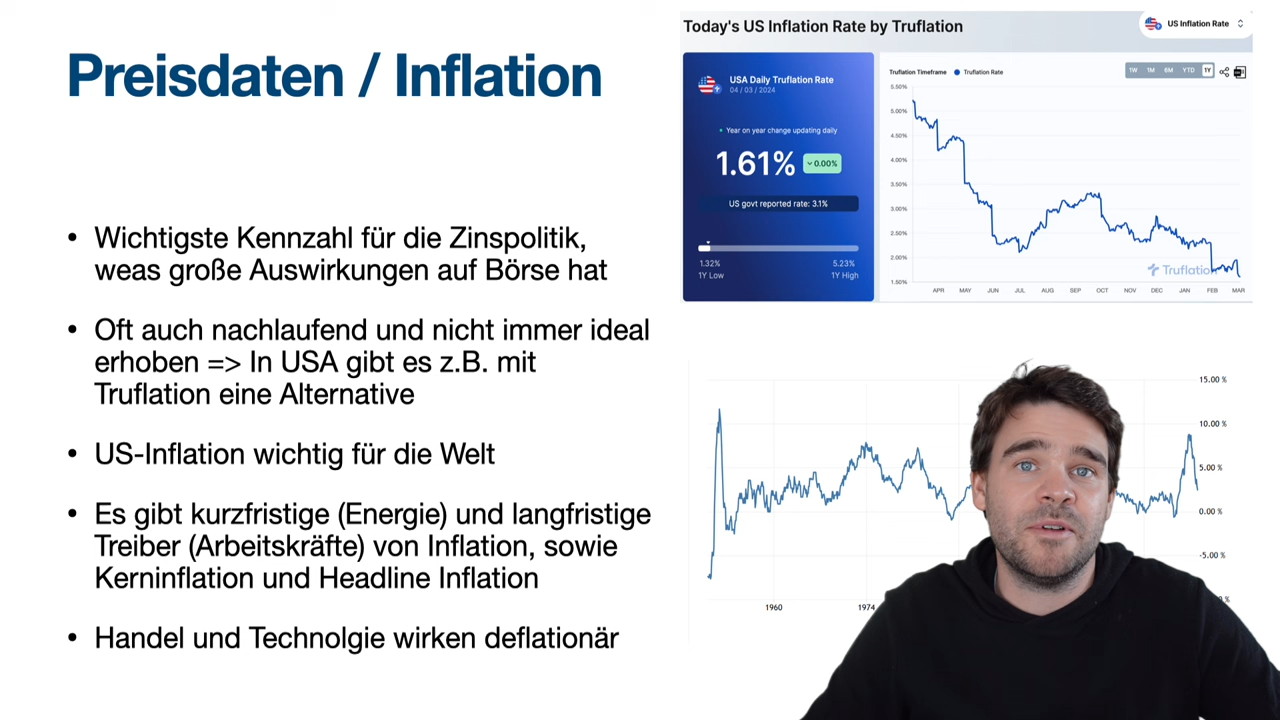 Preisdaten / Inflation
• Wichtigste Kennzahl für die Zinspolitik,
weas große Auswirkungen auf Börse hat
• Oft auch nachlaufend und nicht immer ideal
erhoben => In USA gibt es z.B. mit
Truflation eine Alternative
• US-Inflation wichtig für die Welt
• Es gibt kurzfristige (Energie) und langfristige
Treiber (Arbeitskräfte) von Inflation, sowie
Kerninflation und Headline Inflation
• Handel und Technolgie wirken deflationär
Today's US Inflation Rate by Truflation
US Inflation Rate
USA Daily Truflation Rate
04 / 03 / 2024
Year on year change updating daily
1.61% 0.00%
US govt reported rate: 3.1%
1.32% 5.23%
1Y Low 1Y High
Truflation Timeframe Truflation Rate
1W 1M 6M YTD 1Y
5.50%
5.00%
4.50%
4.00%
3.50%
3.00%
2.50%
2.00%
1.50%
Truflation
APR MAY JUN JUL AUG SEP OCT NOV DEC JAN FEB MAR
15.00 %
10.00 %
5.00 %
0.00 %
-5.00 %
1960 1974